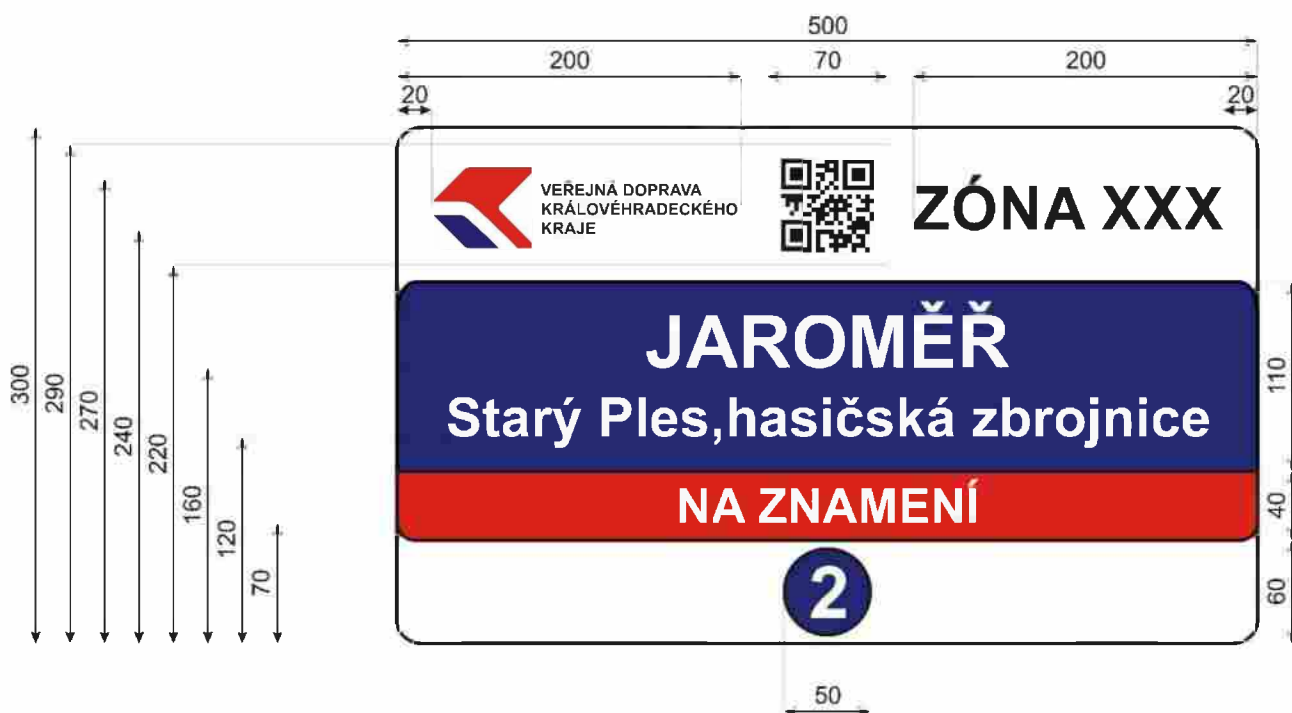 500
200 70 200
20 20
VEŘEJNÁ DOPRAVA
KRÁLOVÉHRADECKÉHO
KRAJE
ZÓNA XXX
JAROMĚŘ
Starý Ples,hasičská zbrojnice
NA ZNAMENÍ
2
300
290
270
240
220
160
120
70
110
40
60
50